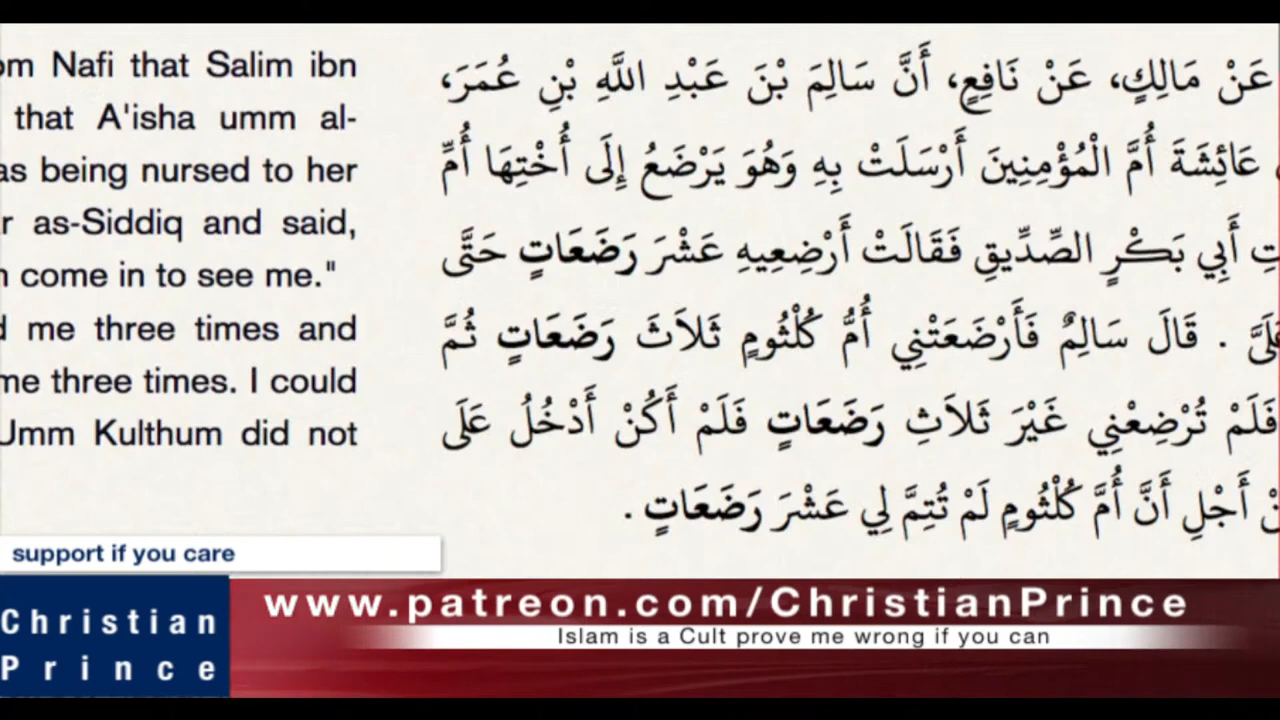 om Nafi that Salim ibn
that A'isha umm al-
as being nursed to her
r as-Siddiq and said,
n come in to see me."
d me three times and
me three times. I could
Umm Kulthum did not
عَنْ مَالِكٍ، عَنْ نَافِعٍ، أَنَّ سَالِمَ بْنَ عَبْدِ اللَّهِ بْنِ عُمَرَ،
عَائِشَةَ أُمَّ الْمُؤْمِنِينَ أَرْسَلَتْ بِهِ وَهُوَ يَرْضَعُ إِلَى أُخْتِهَا أُمِّ
تِ أَبِي بَكْرٍ الصِّدِّيقِ فَقَالَتْ أَرْضِعِيهِ عَشْرَ رَضَعَاتٍ حَتَّى
عَلَىَّ . قَالَ سَالِمٌ فَأَرْضَعَتْنِي أُمُّ كُلْثُومٍ ثَلاَثَ رَضَعَاتٍ ثُمَّ
فَلَمْ تُرْضِعْنِي غَيْرَ ثَلاَثِ رَضَعَاتٍ فَلَمْ أَكُنْ أَدْخُلُ عَلَى
نْ أَجْلِ أَنَّ أُمَّ كُلْثُومٍ لَمْ تُتِمَّ لِي عَشْرَ رَضَعَاتٍ .
support if you care
Christian
Prince
www.patreon.com/ChristianPrince
Islam is a Cult prove me wrong if you can